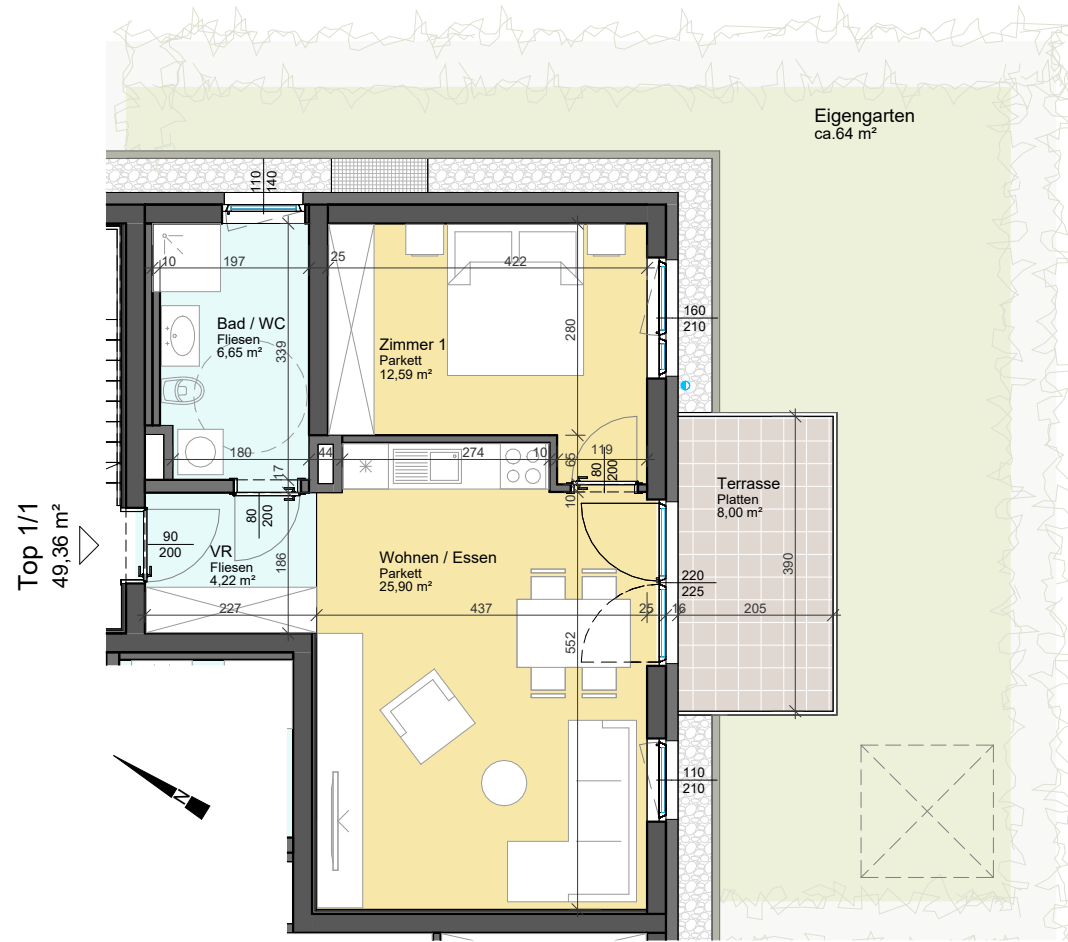 Eigengarten
ca.64 m²
110
140
10
197
25
422
Bad / WC
Fliesen
6,65 m²
339
Zimmer 1
Parkett
12,59 m²
280
160
210
180
17
44
274
10
65
119
80
200
10
Terrasse
Platten
8,00 m²
390
Top 1/1
49,36 m²
90
200
80
200
VR
Fliesen
4,22 m²
186
Wohnen / Essen
Parkett
25,90 m²
220
225
227
437
25
16
205
552
110
210
N